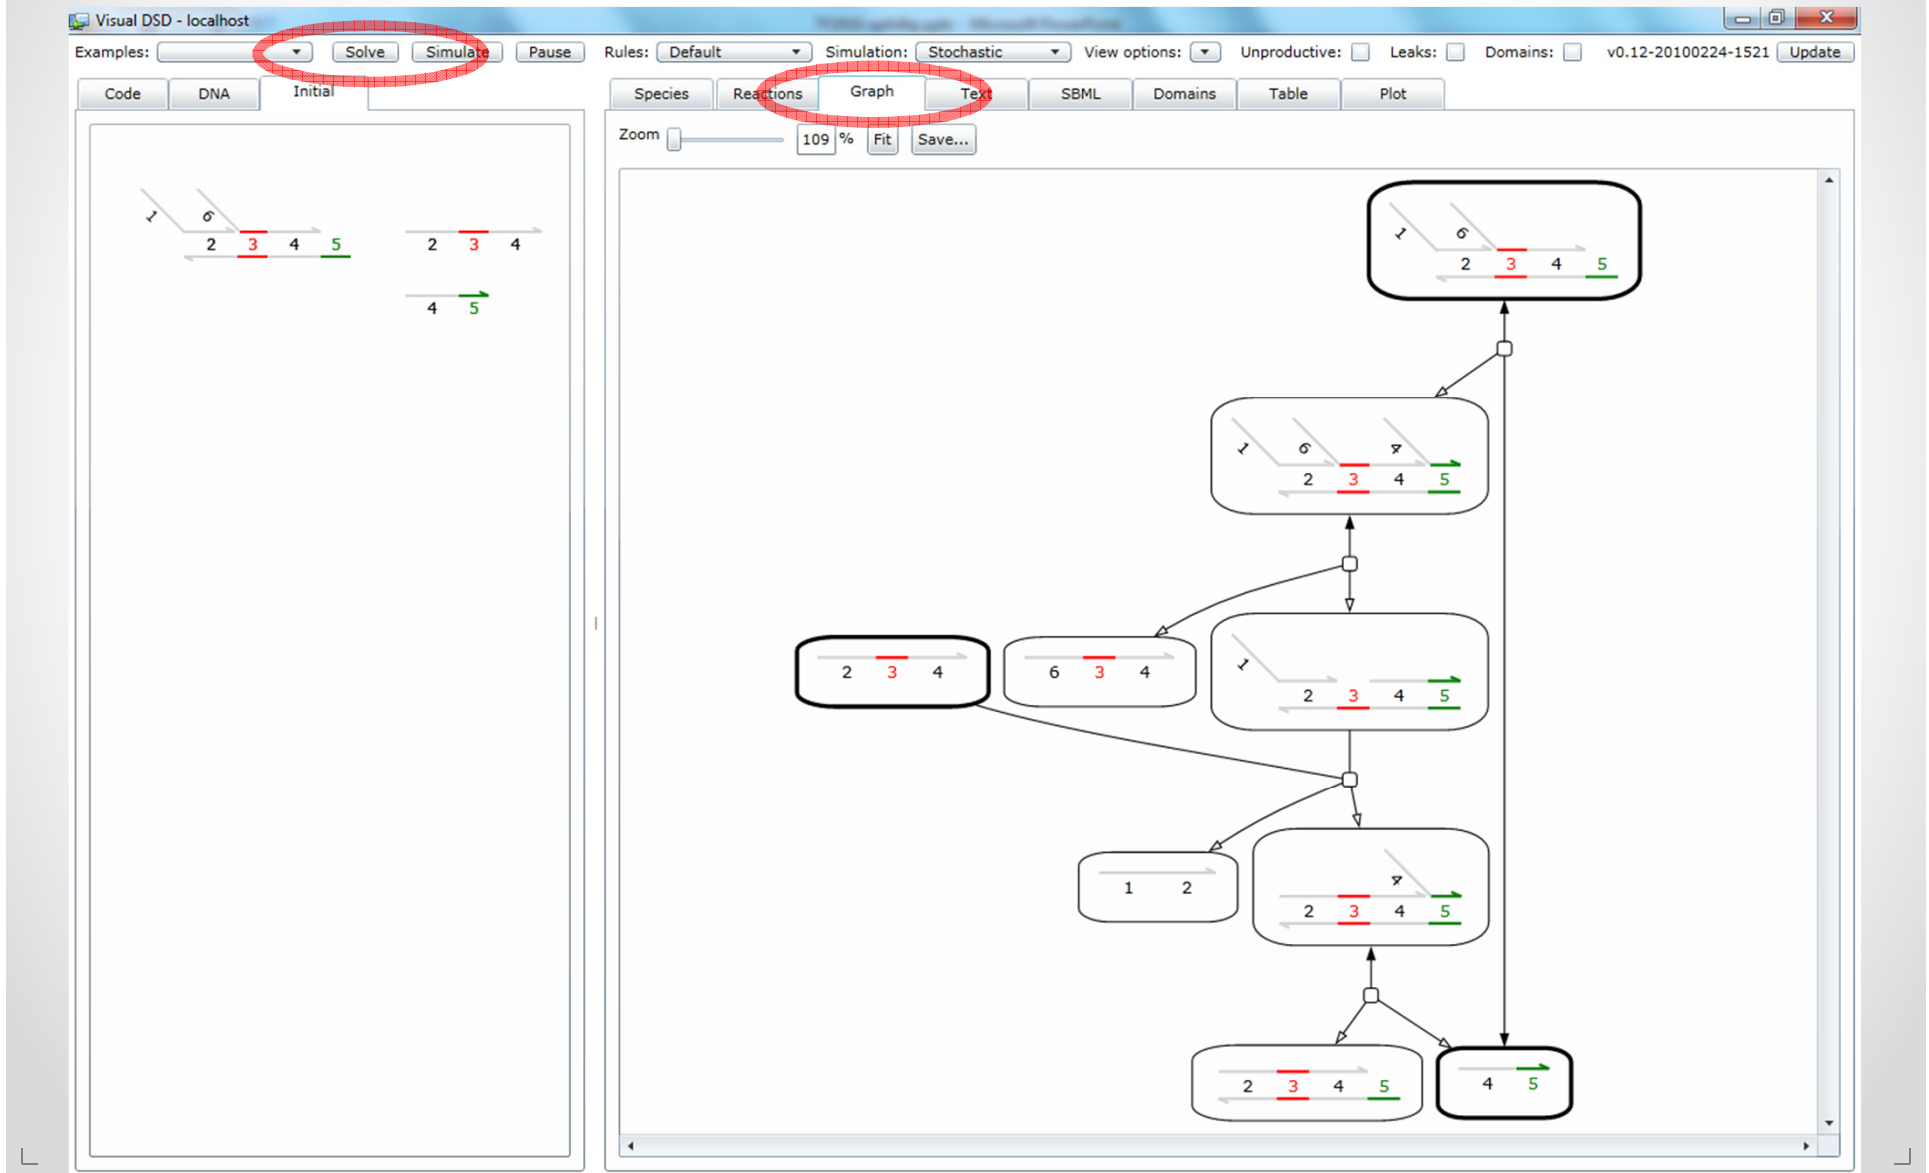 Visual DSD - localhost
Examples: Solve Simulate Pause Rules: Default Simulation: Stochastic View options: Unproductive: Leaks: Domains: v0.12-20100224-1521 Update
Code DNA Initial Species Reactions Graph Text SBML Domains Table Plot
Zoom 109 % Fit Save...
1 6
2 3 4 5 2 3 4
4 5
1 6
2 3 4 5
1 6 4
2 3 4 5
2 3 4 6 3 4
1
2 3 4 5
1 2
4
2 3 4 5
2 3 4 5
4 5